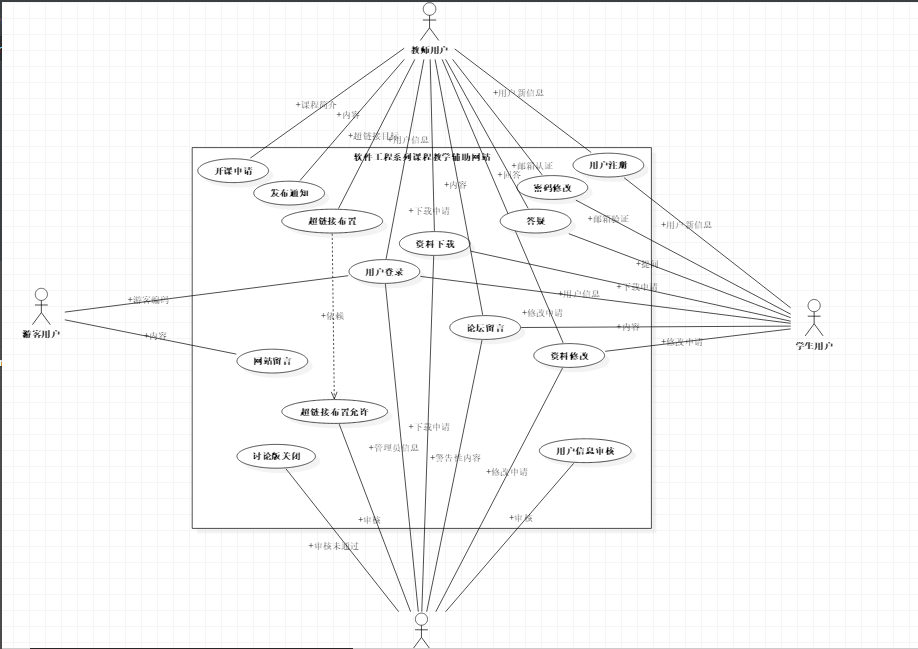 教师用户
+用户新信息
+课程简介
+内容
+超链接目标
+用户信息
软件工程系列课程教学辅助网站
+邮箱认证
用户注册
开课申请
+回答
+内容
密码修改
发布通知
+下载申请
+邮箱验证
超链接布置
答疑
+用户新信息
资料下载
+提问
用户登录
+下载申请
+用户信息
+游客编码
+依赖
+修改申请
游客用户
+内容
论坛留言
+内容
学生用户
+修改申请
网站留言
资料修改
超链接布置允许
+下载申请
+管理员信息
讨论版关闭
+警告性内容
用户信息审核
+修改申请
+审核
+审核
+审核未通过